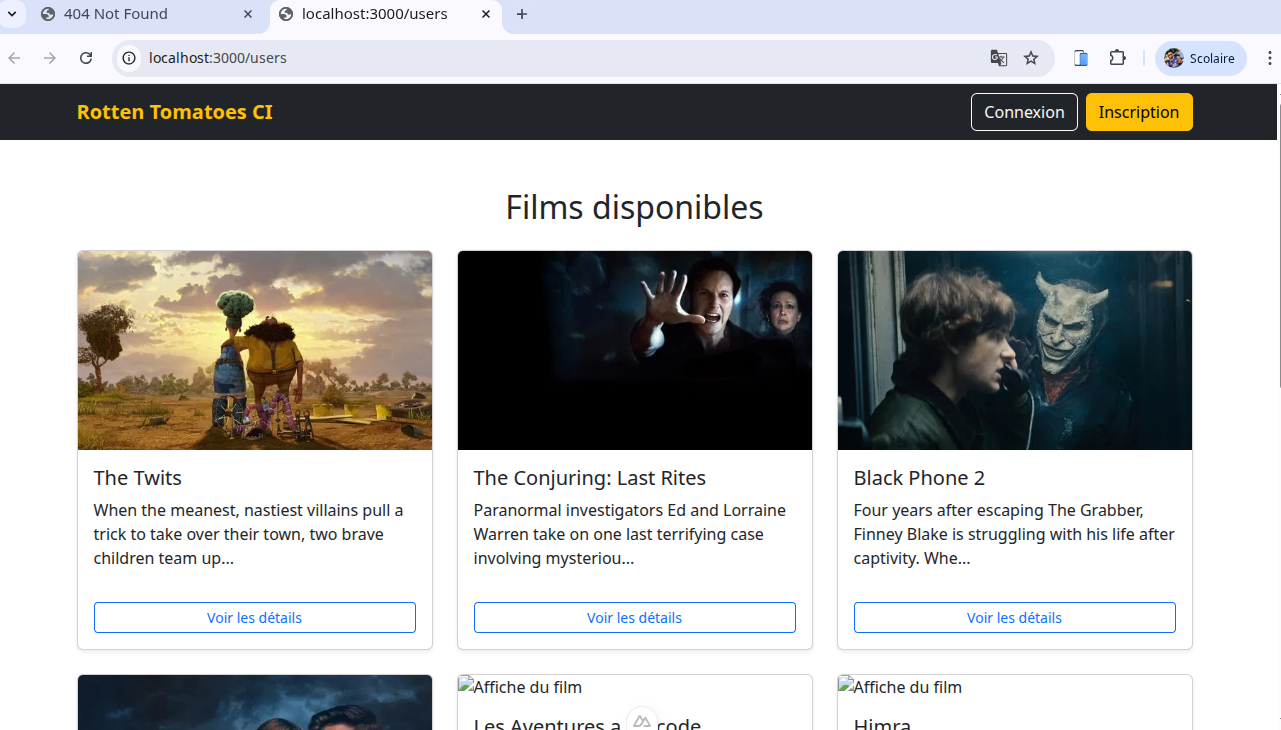 404 Not Found
localhost:3000/users
localhost:3000/users
Scolaire
Rotten Tomatoes CI
Connexion
Inscription
Films disponibles
The Twits
When the meanest, nastiest villains pull a
trick to take over their town, two brave
children team up...
Voir les détails
The Conjuring: Last Rites
Paranormal investigators Ed and Lorraine
Warren take on one last terrifying case
involving mysteriou...
Voir les détails
Black Phone 2
Four years after escaping The Grabber,
Finney Blake is struggling with his life after
captivity. Whe...
Voir les détails
Affiche du film
Les Aventures a code
Affiche du film
Himra